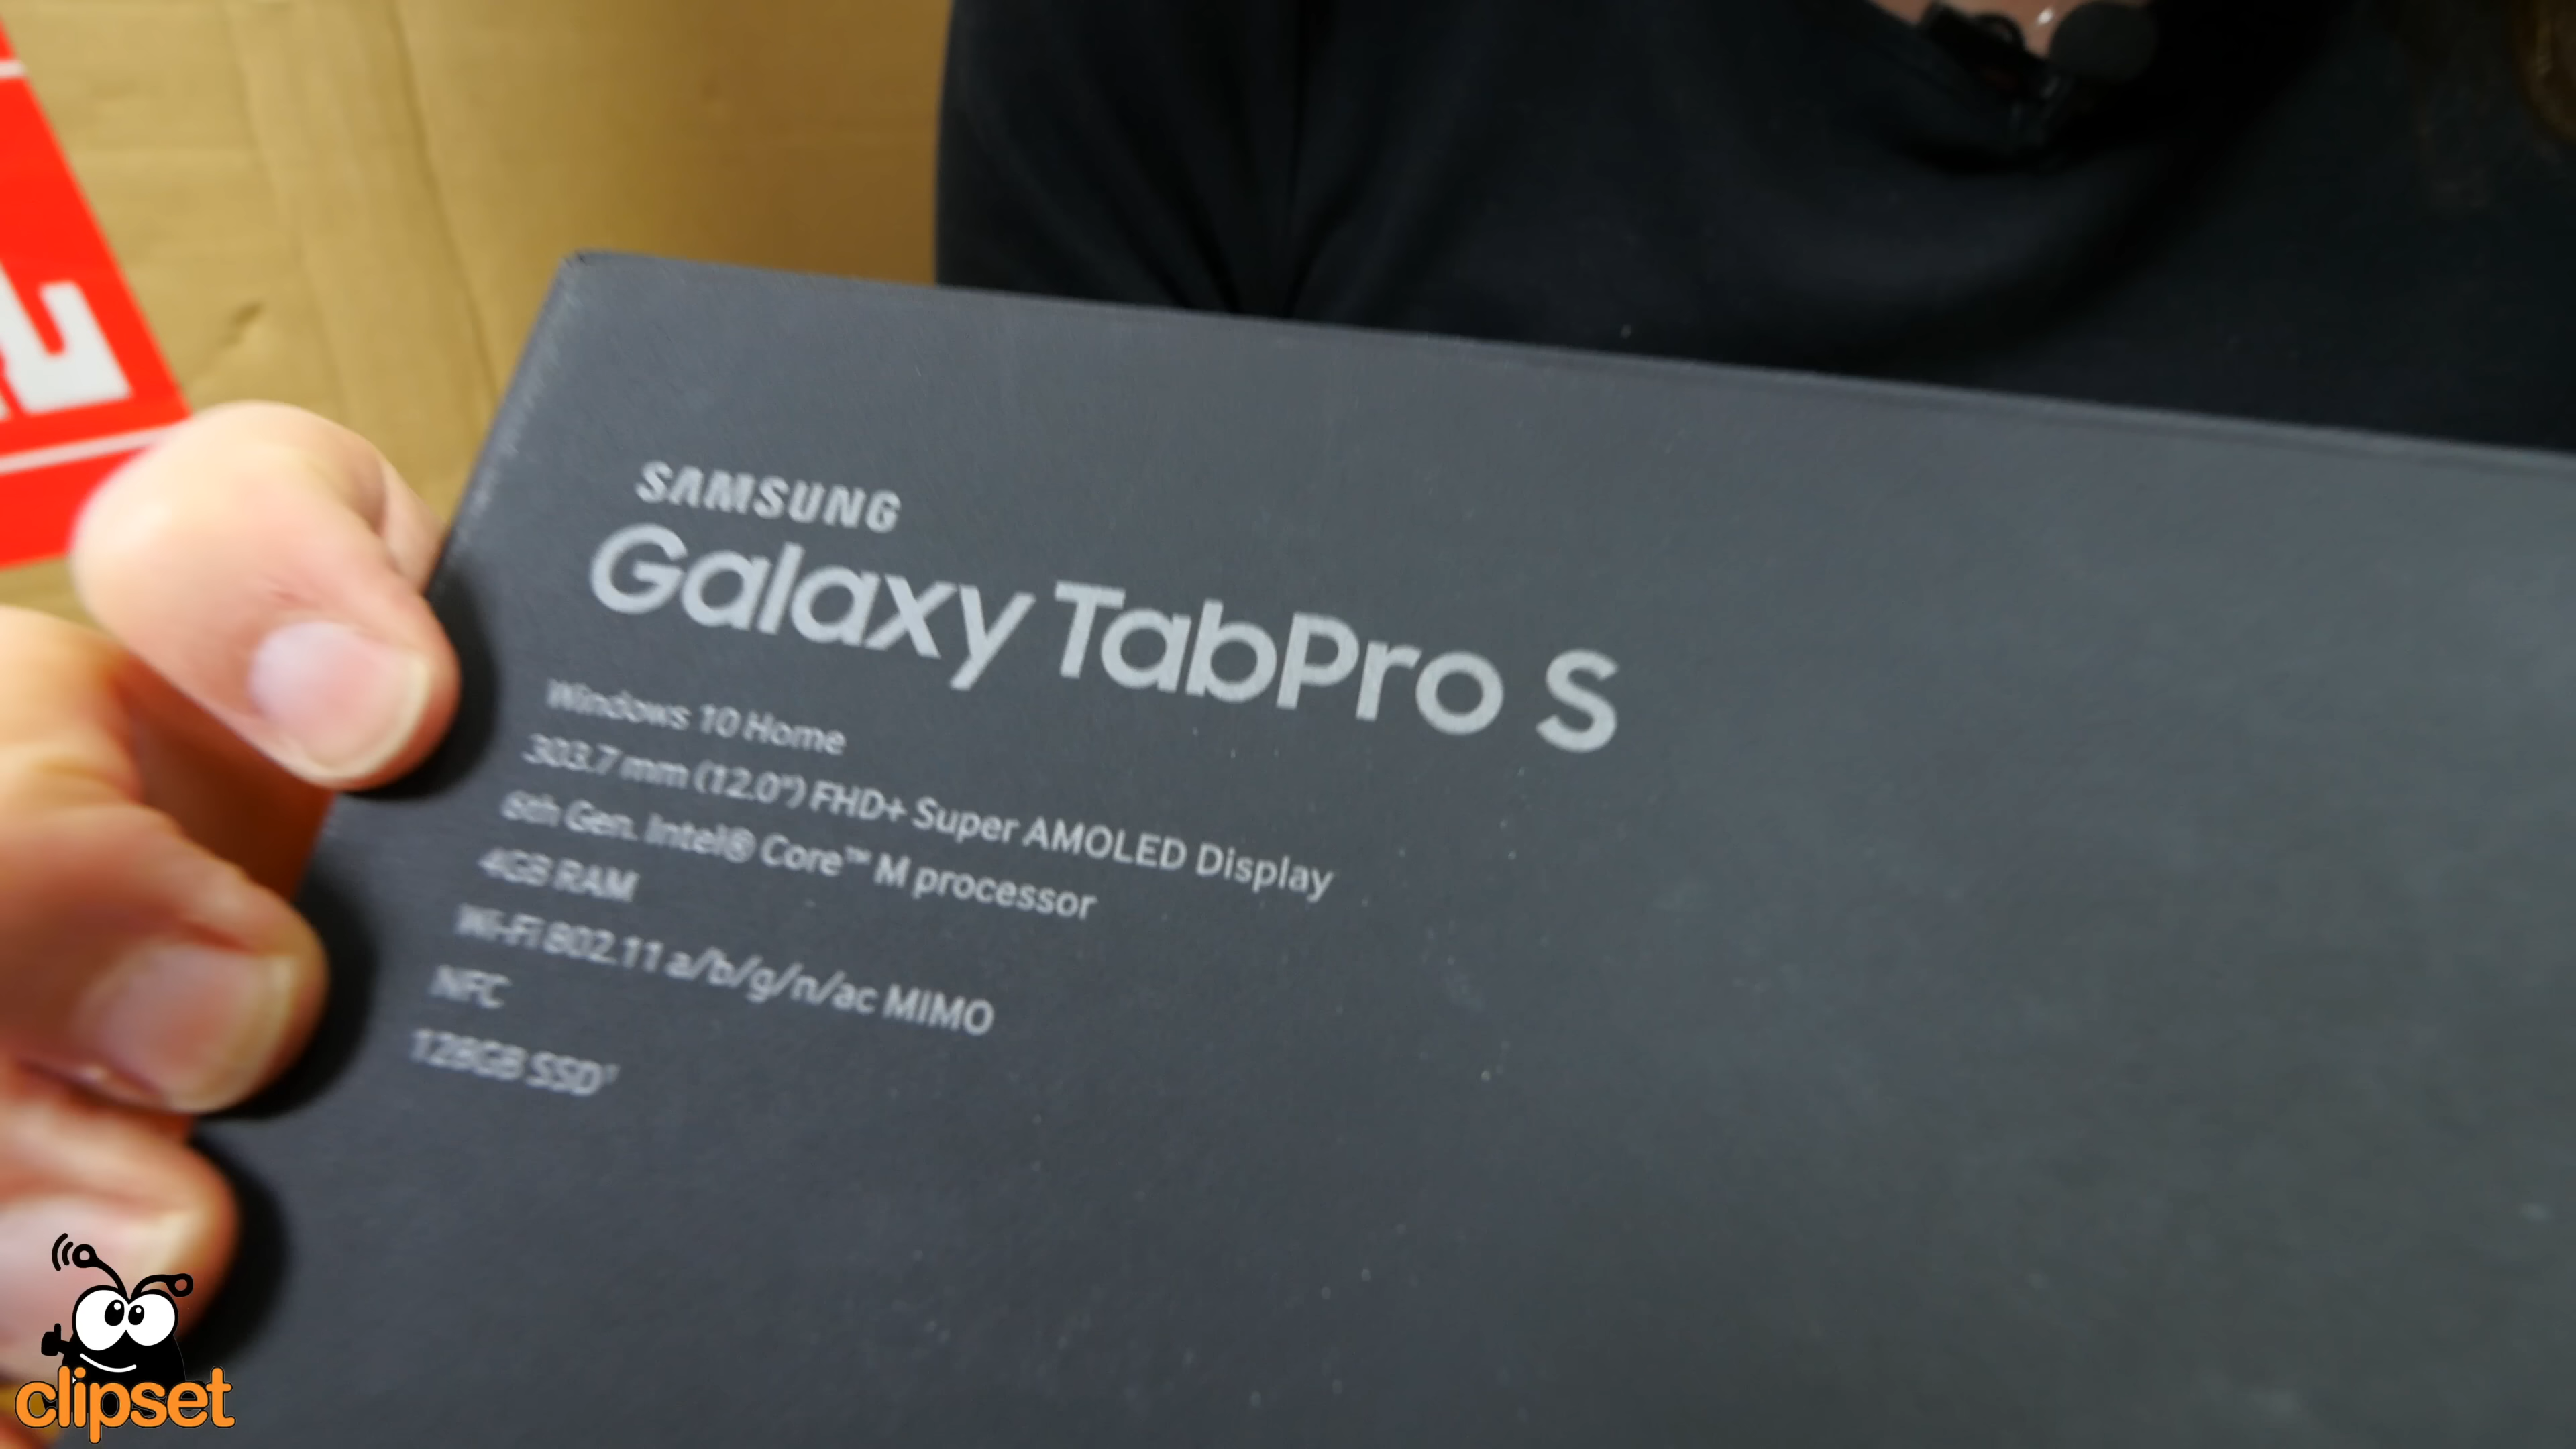 SAMSUNG
Galaxy TabPro S
Windows 10 Home
303.7 mm (12.0") FHD+ Super AMOLED Display
6th Gen. Intel® Core™ M processor
4GB RAM
Wi-Fi 802.11 a/b/g/n/ac MIMO
NFC
128GB SSD¹
clipset